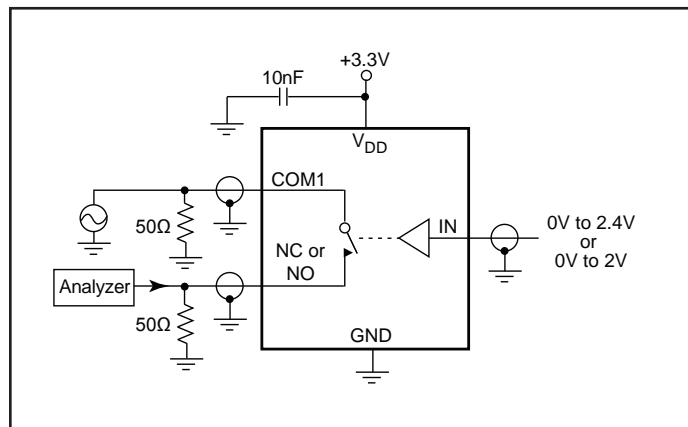 +3.3V
10nF
VDD
COM1
50Ω
NC or
NO
IN
0V to 2.4V
or
0V to 2V
Analyzer
50Ω
GND